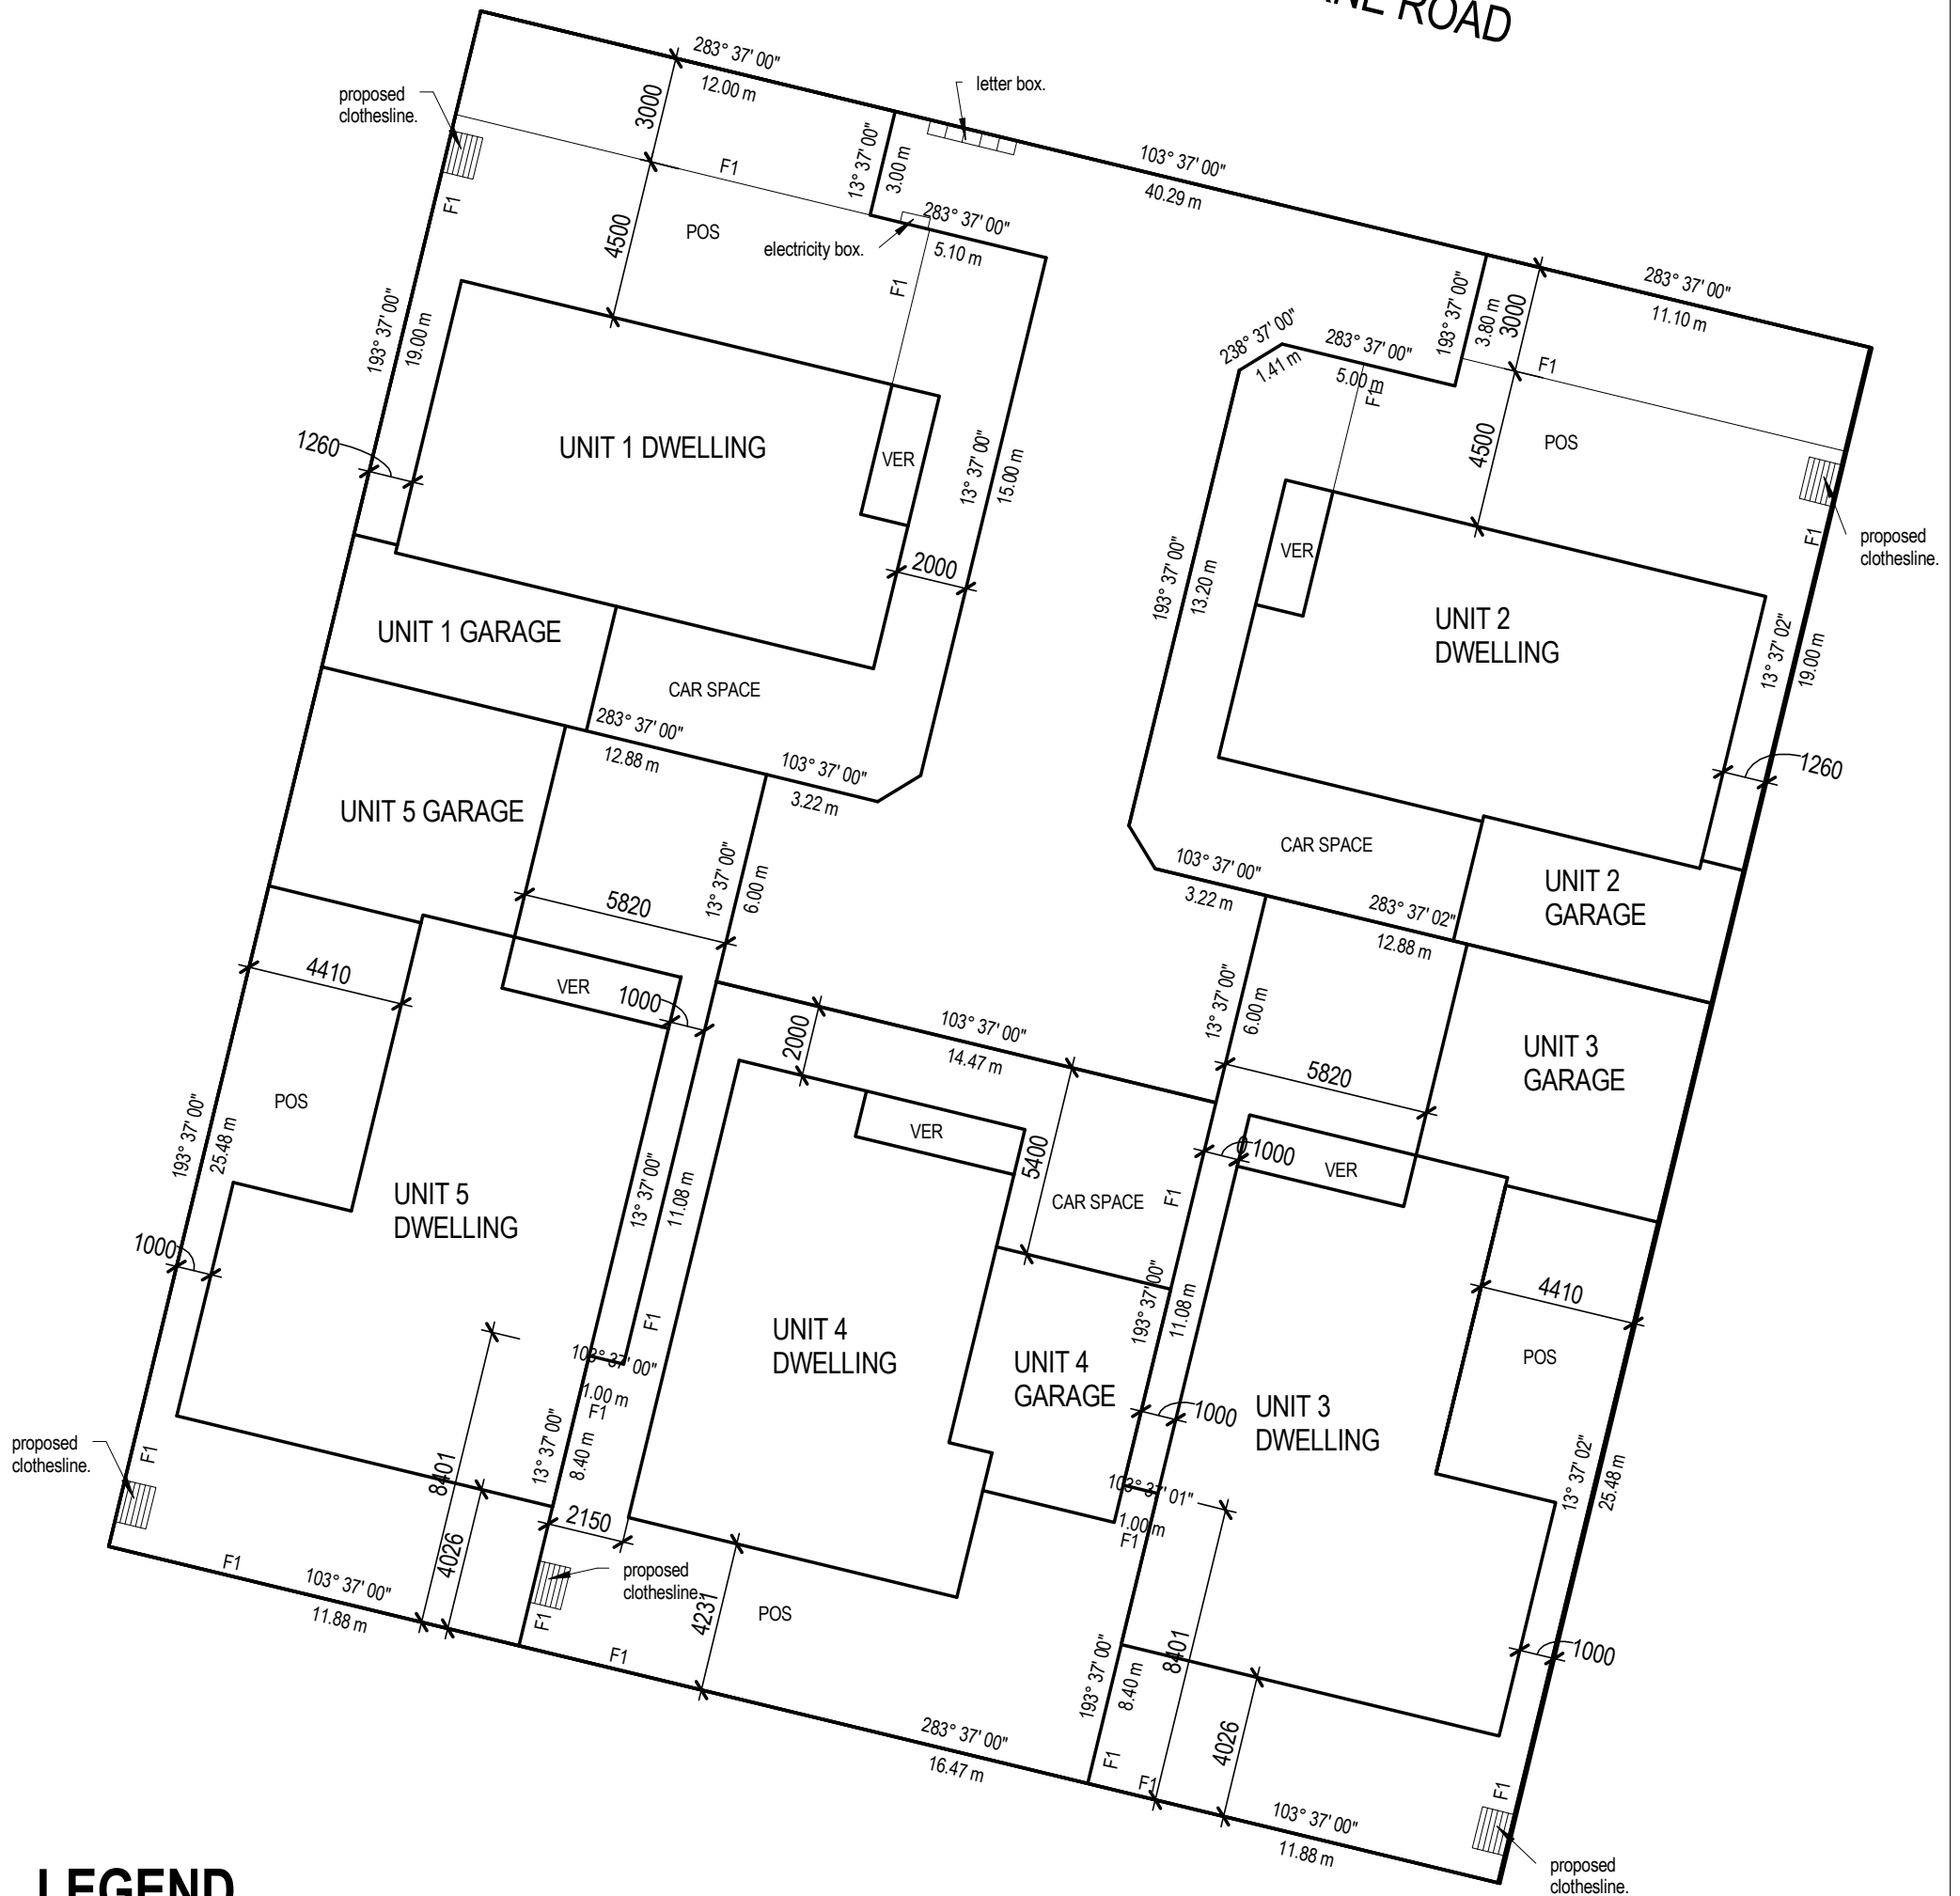 ROAD
283° 37' 00"
12.00 m
3000
proposed
clothesline.
letter box.
13° 37' 00"
3.00 m
103° 37' 00"
40.29 m
F1
F1
4500
POS
283° 37' 00"
5.10 m
electricity box.
F1
193° 37' 00"
19.00 m
283° 37' 00"
11.10 m
193° 37' 00"
3.80 m
3000
238° 37' 00"
1.41 m
283° 37' 00"
5.00 m
F1
F1
4500
POS
1260
UNIT 1 DWELLING
VER
13° 37' 00"
15.00 m
2000
proposed
clothesline.
F1
VER
193° 37' 00"
13.20 m
UNIT 2
DWELLING
13° 37' 02"
19.00 m
1260
UNIT 1 GARAGE
CAR SPACE
283° 37' 00"
12.88 m
103° 37' 00"
3.22 m
UNIT 5 GARAGE
CAR SPACE
103° 37' 00"
3.22 m
283° 37' 02"
12.88 m
UNIT 2
GARAGE
13° 37' 00"
6.00 m
5820
4410
VER
1000
2000
103° 37' 00"
14.47 m
13° 37' 00"
6.00 m
5820
UNIT 3
GARAGE
POS
193° 37' 00"
25.48 m
UNIT 5
DWELLING
13° 37' 00"
11.08 m
VER
5400
CAR SPACE
F1
1000
VER
1000
F1
103° 37' 00"
1.00 m
F1
UNIT 4
DWELLING
UNIT 4
GARAGE
193° 37' 00"
11.08 m
1000
UNIT 3
DWELLING
4410
POS
13° 37' 02"
25.48 m
103° 37' 01"
1.00 m
F1
proposed
clothesline.
F1
8401
4026
13° 37' 00"
8.40 m
2150
proposed
clothesline.
F1
4231
POS
F1
103° 37' 00"
11.88 m
F1
283° 37' 00"
16.47 m
193° 37' 00"
8.40 m
8401
4026
1000
F1
F1
F1
103° 37' 00"
11.88 m
proposed
clothesline.
LEGEND